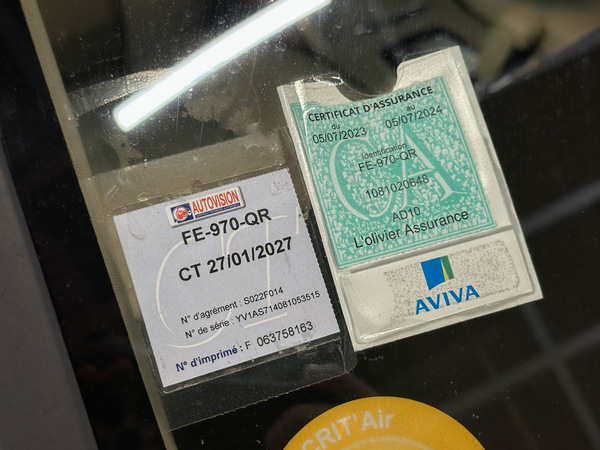 AUTOVISION
FE-970-QR
CT 27/01/2027
N° d'agrément : S022F014
N° de série : YV1AS714081053515
N° d'imprimé : F 063758163
CERTIFICAT D'ASSURANCE
du au
05/07/2023 05/07/2024
Identification
FE-970-QR
1081020648
AD10
L'olivier Assurance
AVIVA
CRIT'Air